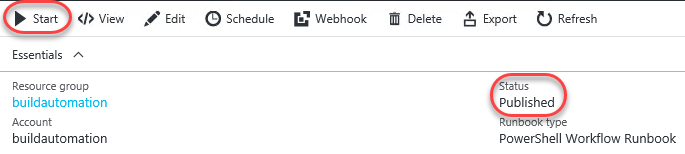 Start View Edit Schedule Webhook Delete Export Refresh
Essentials
Resource group Status
buildautomation Published
Account Runbook type
buildautomation PowerShell Workflow Runbook